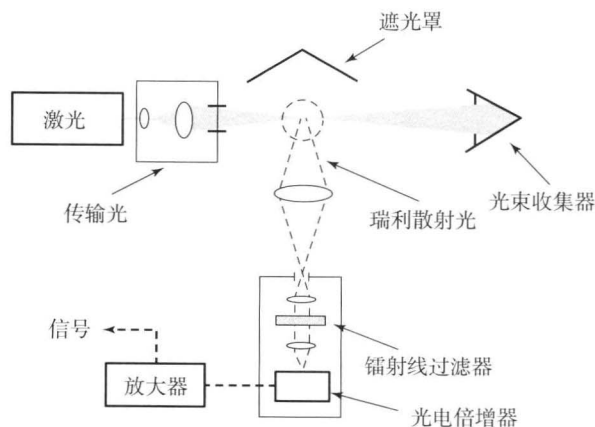 遮光罩
激光
传输光
瑞利散射光
光束收集器
信号
镭射线过滤器
放大器
光电倍增器